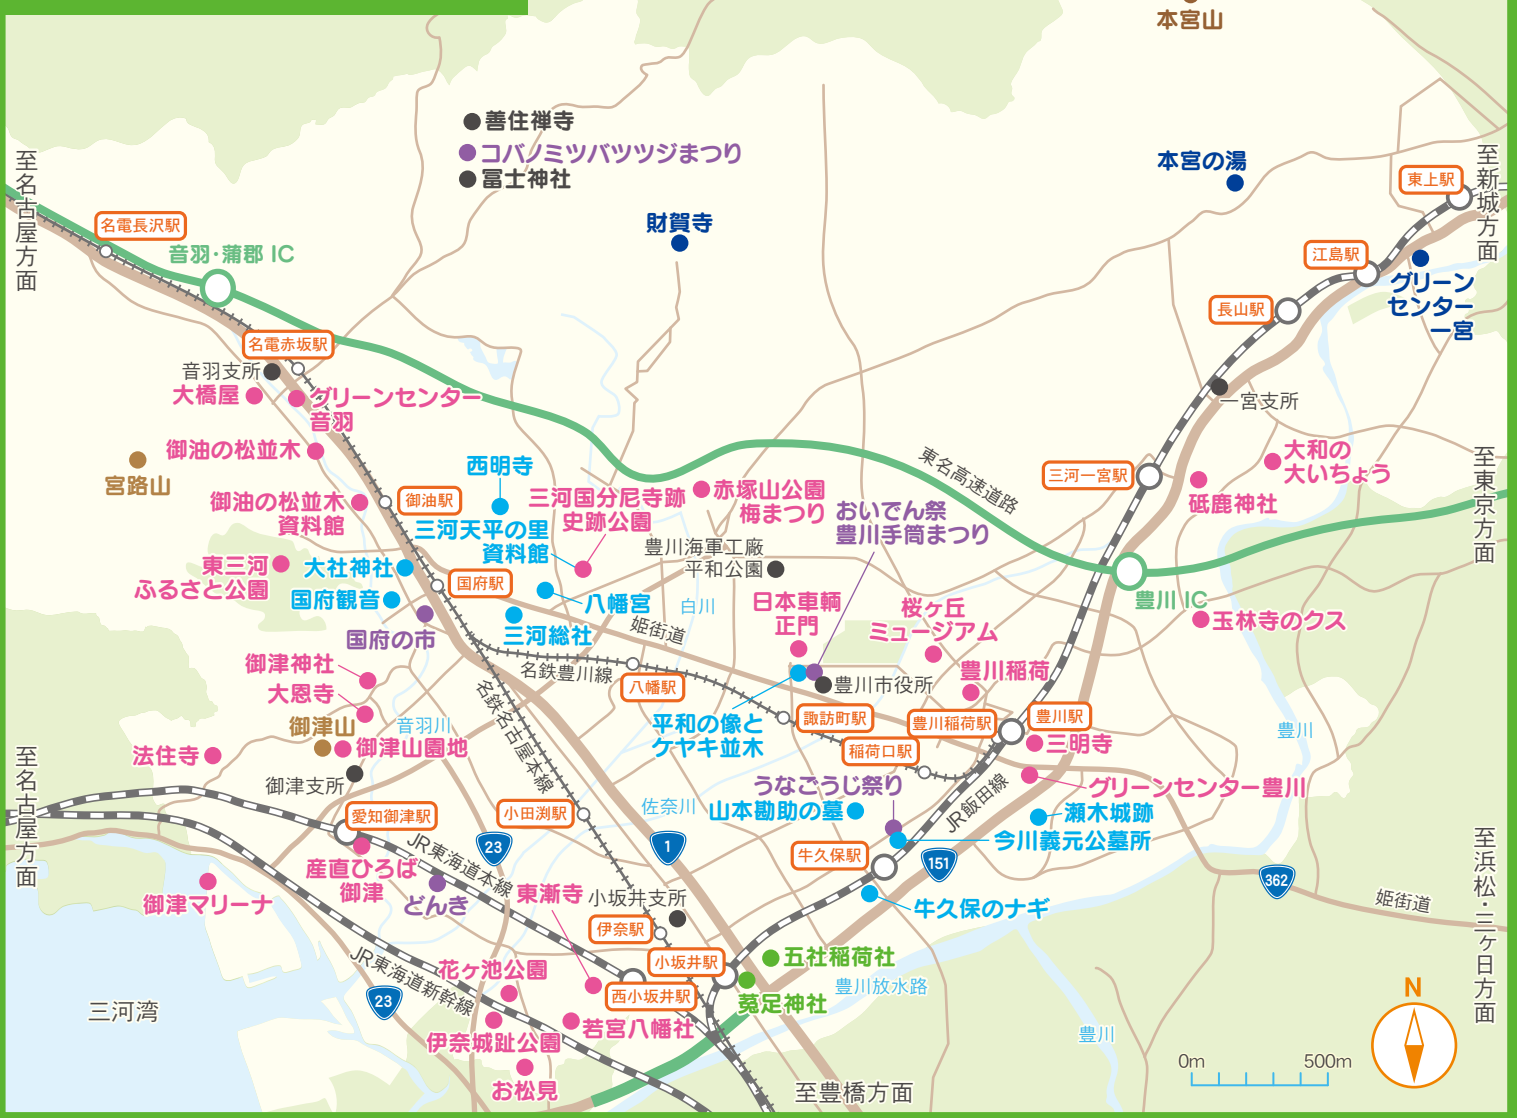 本宮山
善住禅寺
コバノミツバツツジまつり
冨士神社
財賀寺
本宮の湯
至新城方面
東上駅
江島駅
グリーン
センター
一宮
長山駅
一宮支所
至名古屋方面
名電長沢駅
音羽・蒲郡 IC
名電赤坂駅
音羽支所
大橋屋
グリーンセンター
音羽
御油の松並木
宮路山
御油の松並木
資料館
御油駅
西明寺
三河天平の里
資料館
三河国分尼寺跡
史跡公園
赤塚山公園
梅まつり
おいでん祭
豊川手筒まつり
東名高速道路
三河一宮駅
大和の
大いちょう
砥鹿神社
至東京方面
豊川海軍工廠
平和公園
東三河
ふるさと公園
大社神社
国府観音
国府駅
国府の市
八幡宮
三河総社
白川
姫街道
日本車輌
正門
桜ヶ丘
ミュージアム
豊川 IC
玉林寺のクス
御津神社
大恩寺
名鉄豊川線
八幡駅
豊川市役所
豊川稲荷
名鉄名古屋本線
御津山
音羽川
御津山園地
法住寺
御津支所
平和の像と
ケヤキ並木
諏訪町駅
豊川稲荷駅
豊川駅
稲荷口駅
三明寺
豊川
グリーンセンター豊川
至名古屋方面
愛知御津駅
小田渕駅
佐奈川
うなごうじ祭り
山本勘助の墓
JR飯田線
瀬木城跡
今川義元公墓所
23
1
151
362
JR東海道本線
産直ひろば
御津
どんき
東漸寺
小坂井支所
牛久保駅
牛久保のナギ
姫街道
至浜松・三ヶ日方面
御津マリーナ
伊奈駅
小坂井駅
五社稲荷社
豊川放水路
JR東海道新幹線
花ヶ池公園
西小坂井駅
菟足神社
23
三河湾
伊奈城趾公園
若宮八幡社
お松見
豊川
N
0m
500m
至豊橋方面